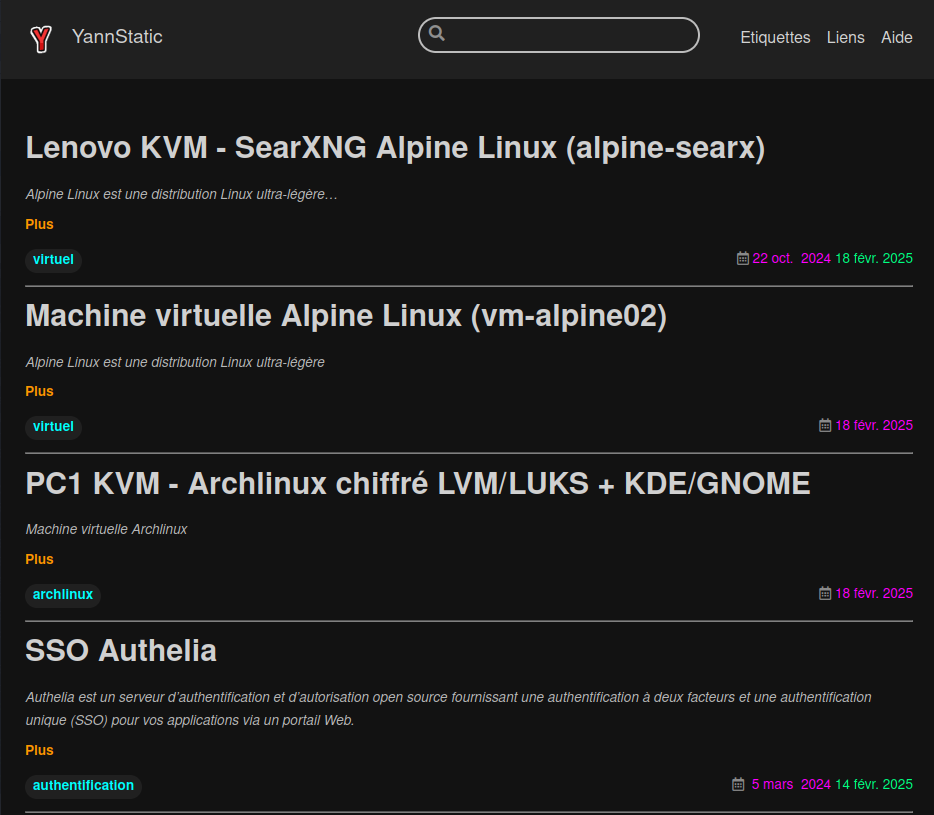 YannStatic
Etiquettes Liens Aide
Lenovo KVM - SearXNG Alpine Linux (alpine-searx)
Alpine Linux est une distribution Linux ultra-légère…
Plus
virtuel
22 oct. 2024 18 févr. 2025
Machine virtuelle Alpine Linux (vm-alpine02)
Alpine Linux est une distribution Linux ultra-légère
Plus
virtuel
18 févr. 2025
PC1 KVM - Archlinux chiffré LVM/LUKS + KDE/GNOME
Machine virtuelle Archlinux
Plus
archlinux
18 févr. 2025
SSO Authelia
Authelia est un serveur d’authentification et d’autorisation open source fournissant une authentification à deux facteurs et une authentification
unique (SSO) pour vos applications via un portail Web.
Plus
authentification
5 mars 2024 14 févr. 2025